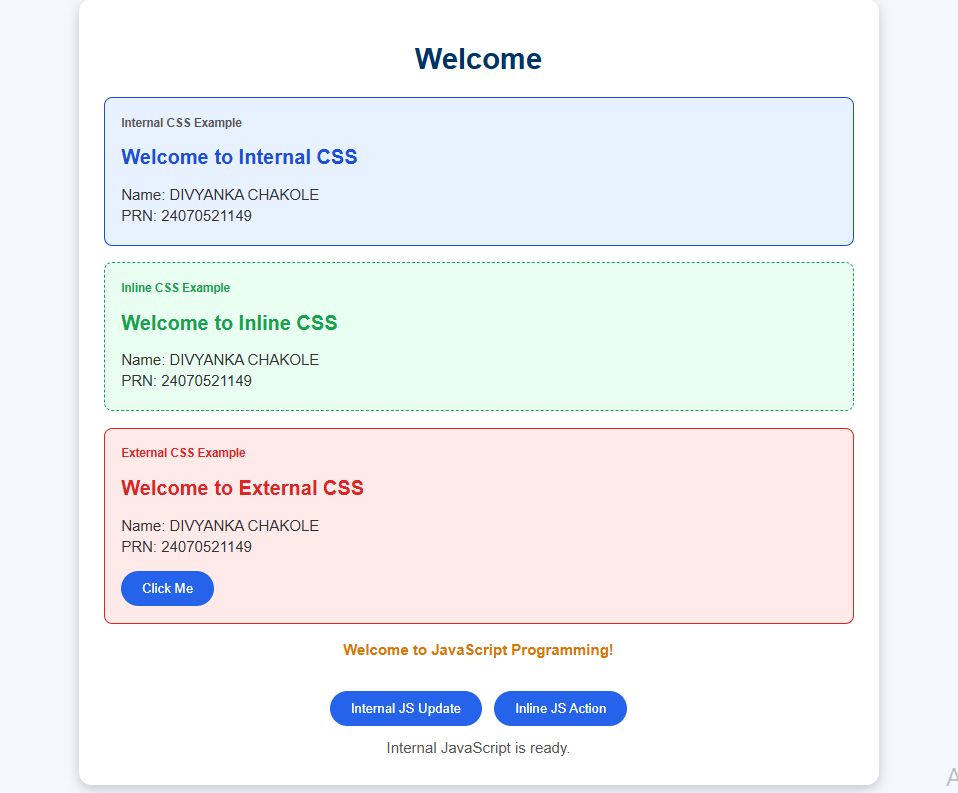 Welcome
Internal CSS Example
Welcome to Internal CSS
Name: DIVYANKA CHAKOLE
PRN: 24070521149
Inline CSS Example
Welcome to Inline CSS
Name: DIVYANKA CHAKOLE
PRN: 24070521149
External CSS Example
Welcome to External CSS
Name: DIVYANKA CHAKOLE
PRN: 24070521149
Click Me
Welcome to JavaScript Programming!
Internal JS Update Inline JS Action
Internal JavaScript is ready.